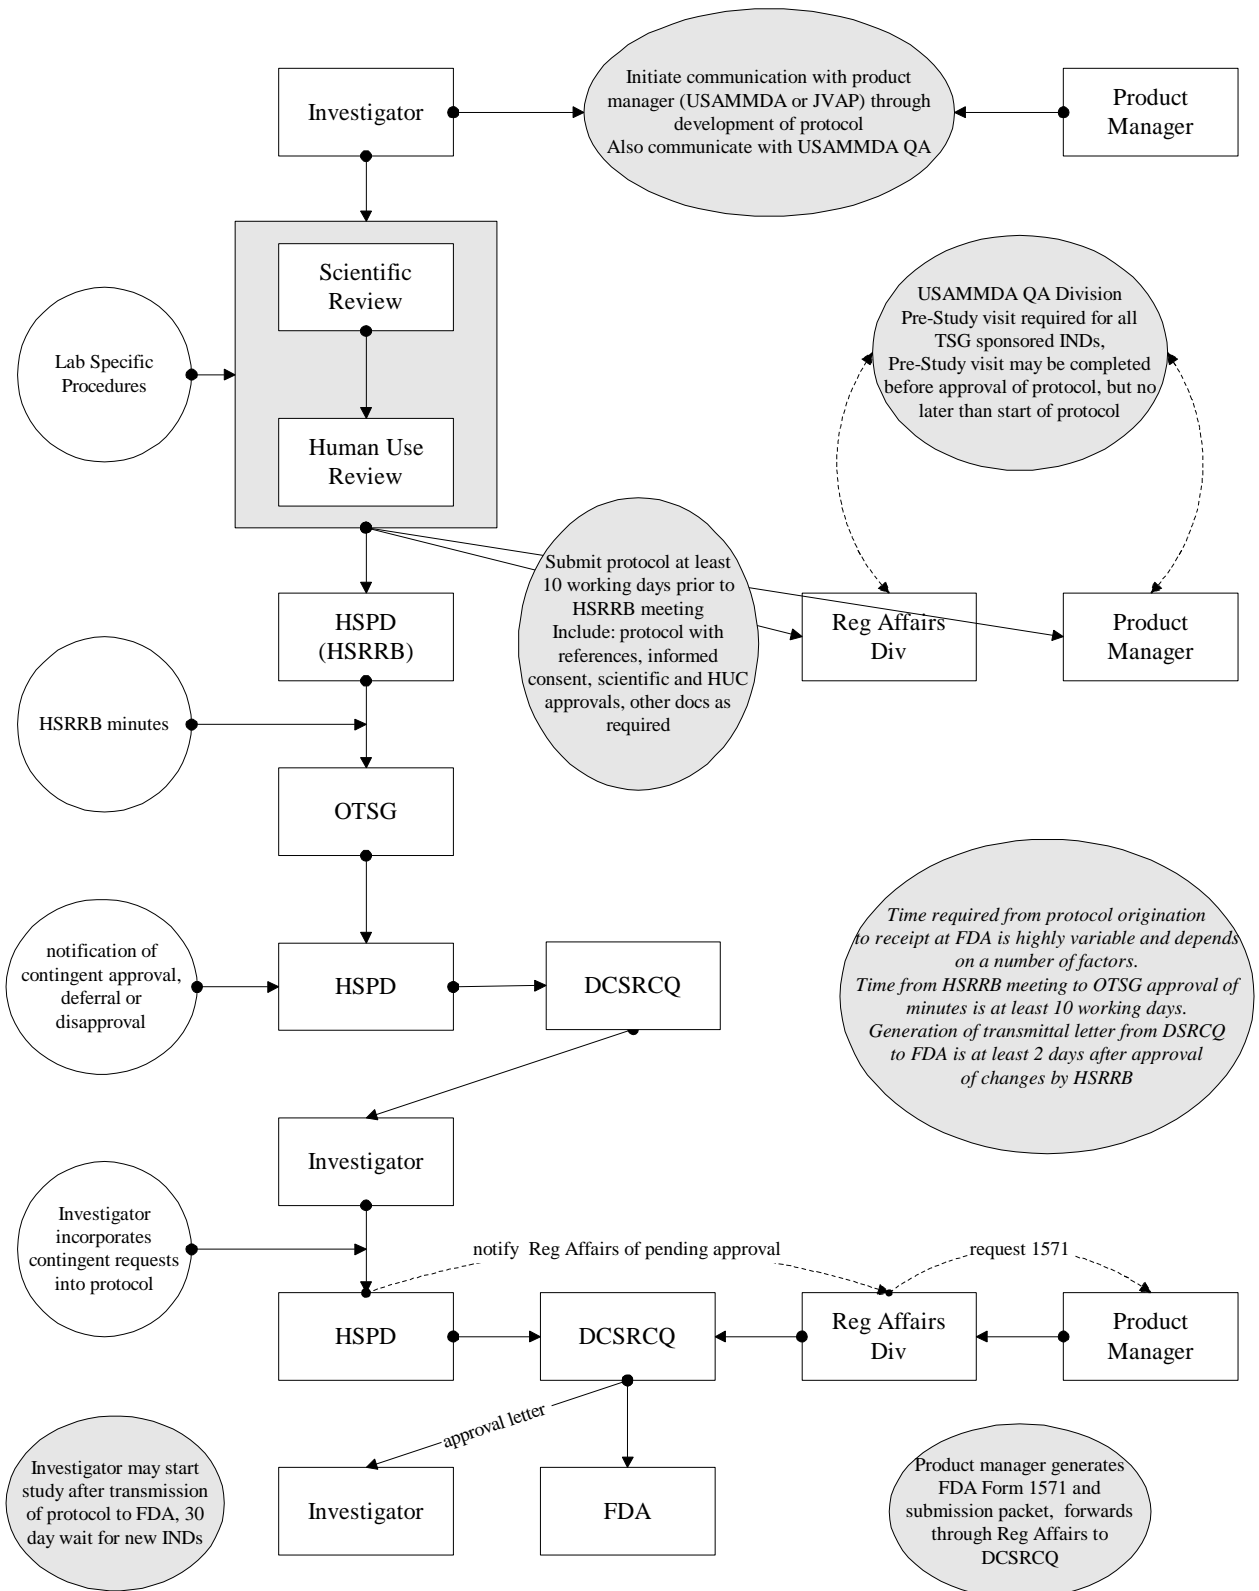 Investigator
Initiate communication with product
manager (USAMMDA or JVAP) through
development of protocol
Also communicate with USAMMDA QA
Product
Manager
Scientific
Review
Lab Specific
Procedures
Human Use
Review
USAMMDA QA Division
Pre-Study visit required for all
TSG sponsored INDs,
Pre-Study visit may be completed
before approval of protocol, but no
later than start of protocol
Submit protocol at least
10 working days prior to
HSRRB meeting
Include: protocol with
references, informed
consent, scientific and HUC
approvals, other docs as
required
HSPD
(HSRRB)
Reg Affairs
Div
Product
Manager
HSRRB minutes
OTSG
notification of
contingent approval,
deferral or
disapproval
HSPD
DCSRCQ
Time required from protocol origination
to receipt at FDA is highly variable and depends
on a number of factors.
Time from HSRRB meeting to OTSG approval of
minutes is at least 10 working days.
Generation of transmittal letter from DSRCQ
to FDA is at least 2 days after approval
of changes by HSRRB
Investigator
Investigator
incorporates
contingent requests
into protocol
notify Reg Affairs of pending approval
request 1571
HSPD
DCSRCQ
Reg Affairs
Div
Product
Manager
approval letter
Investigator may start
study after transmission
of protocol to FDA, 30
day wait for new INDs
Investigator
FDA
Product manager generates
FDA Form 1571 and
submission packet, forwards
through Reg Affairs to
DCSRCQ